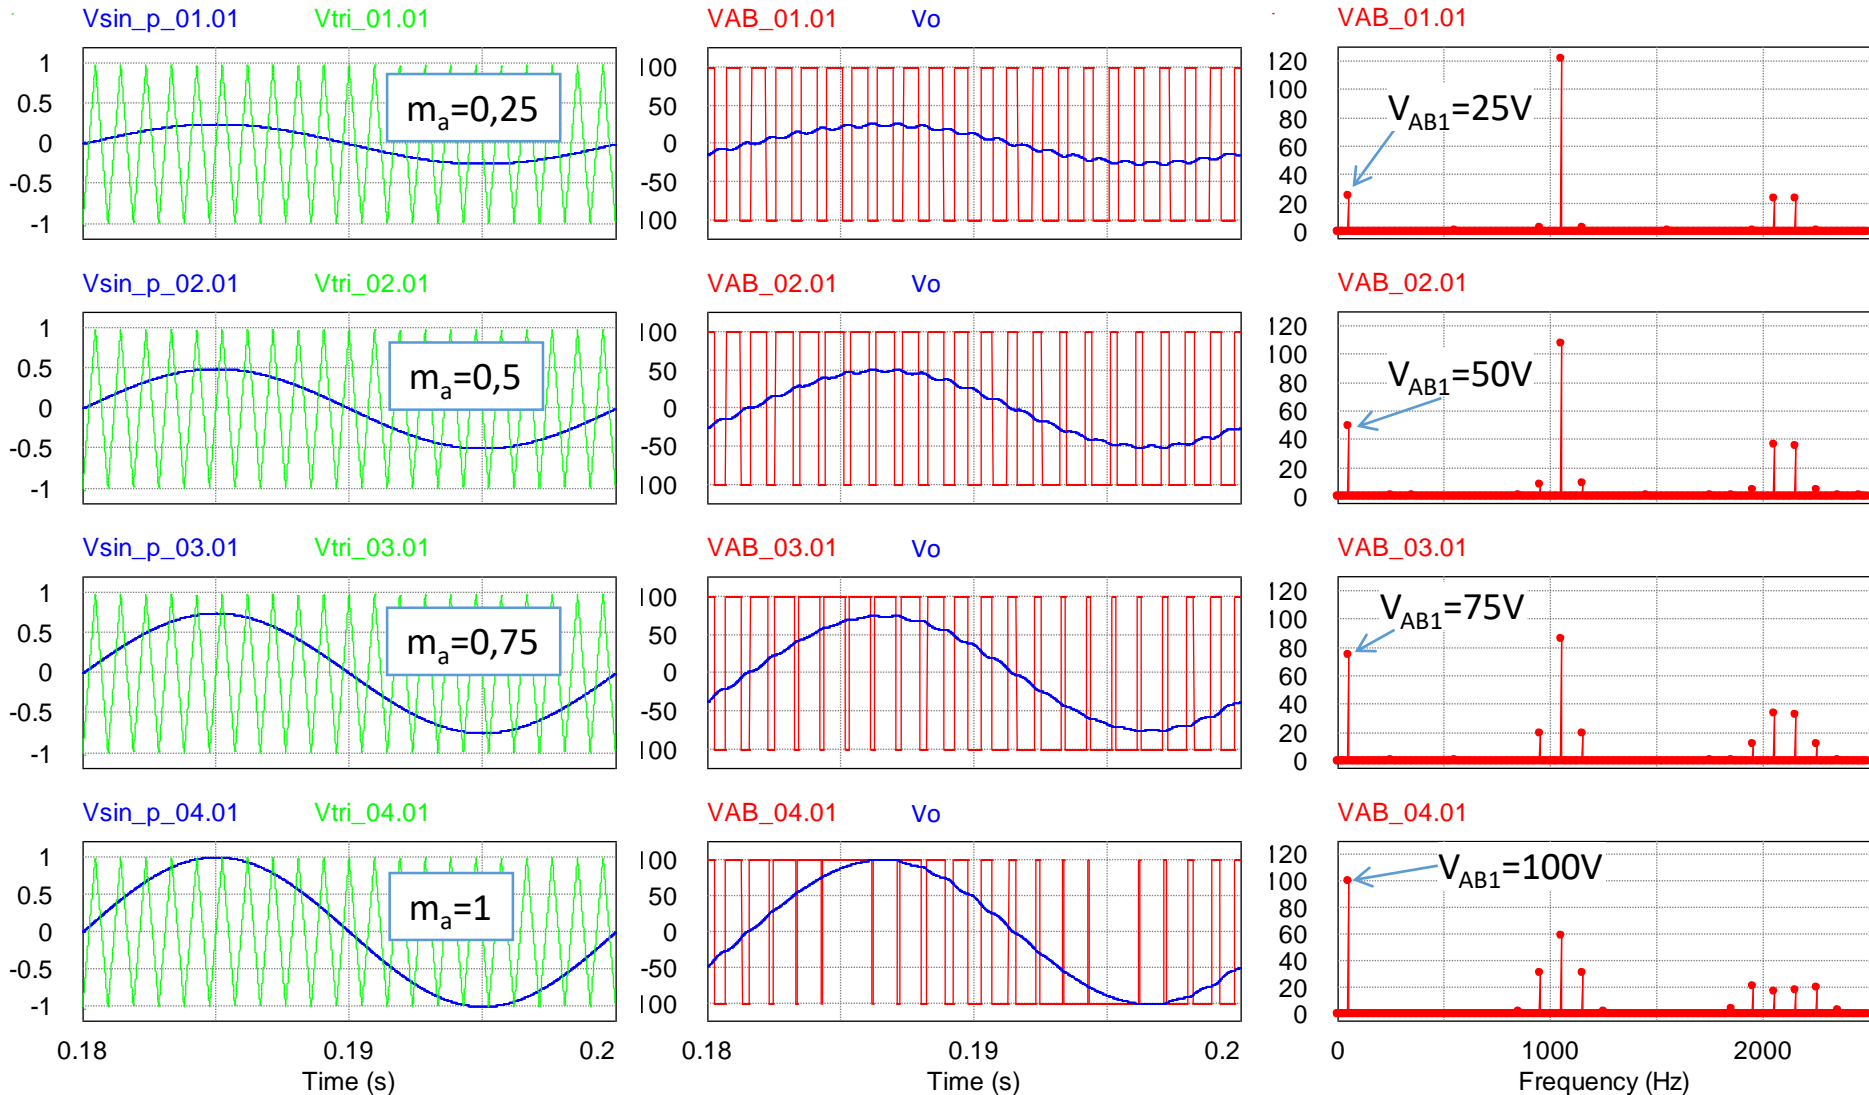 Vsin_p_01.01 Vtri_01.01 VAB_01.01 Vo VAB_01.01
1 0.5 0 -0.5 -1
m_a=0,25
100 50 0 -50 100
120 100 80 60 40 20 0
V_AB1=25V
Vsin_p_02.01 Vtri_02.01 VAB_02.01 Vo VAB_02.01
1 0.5 0 -0.5 -1
m_a=0,5
100 50 0 -50 100
120 100 80 60 40 20 0
V_AB1=50V
Vsin_p_03.01 Vtri_03.01 VAB_03.01 Vo VAB_03.01
1 0.5 0 -0.5 -1
m_a=0,75
100 50 0 -50 100
120 100 80 60 40 20 0
V_AB1=75V
Vsin_p_04.01 Vtri_04.01 VAB_04.01 Vo VAB_04.01
1 0.5 0 -0.5 -1
m_a=1
100 50 0 -50 100
120 100 80 60 40 20 0
V_AB1=100V
0.18 0.19 0.2 0.18 0.19 0.2 0 1000 2000
Time (s) Time (s) Frequency (Hz)